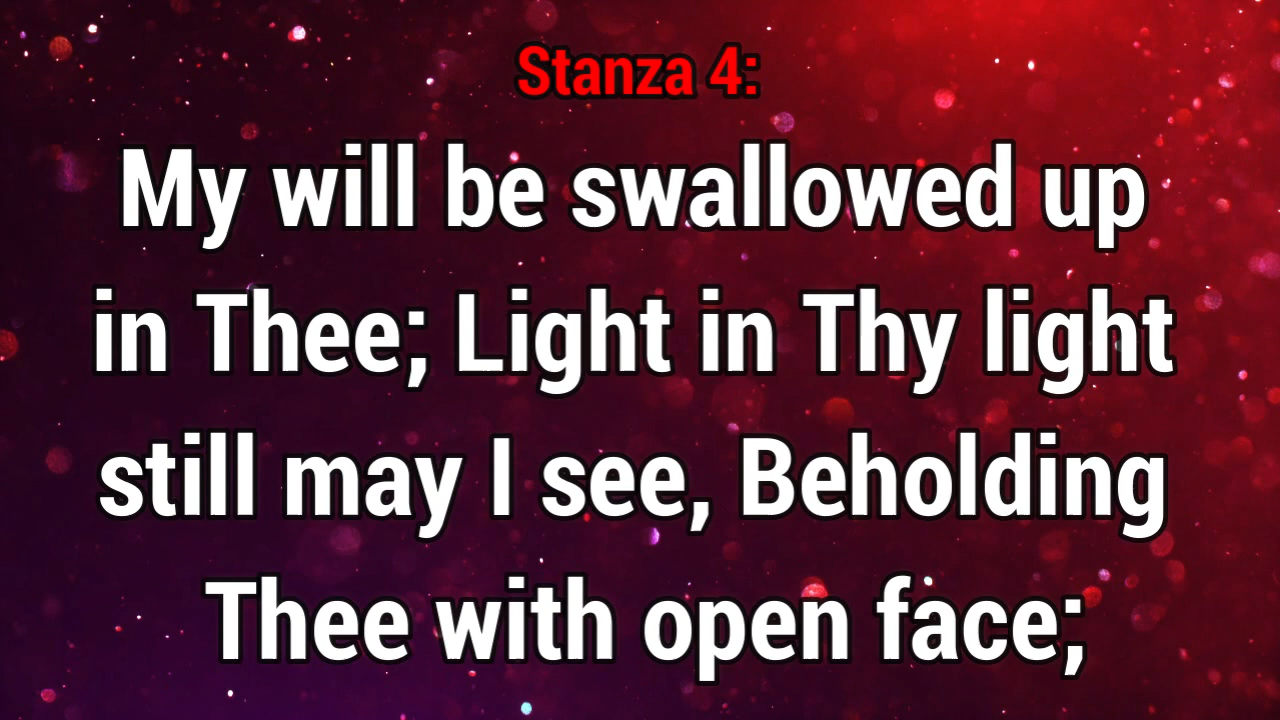 Stanza 4:
My will be swallowed up
in Thee; Light in Thy light
still may I see, Beholding
Thee with open face;